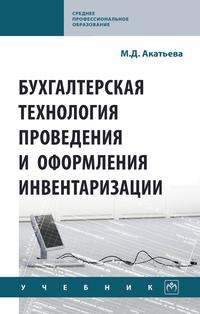 СРЕДНЕЕ
ПРОФЕССИОНАЛЬНОЕ
ОБРАЗОВАНИЕ
М.Д. Акатьева
БУХГАЛТЕРСКАЯ
ТЕХНОЛОГИЯ
ПРОВЕДЕНИЯ
И ОФОРМЛЕНИЯ
ИНВЕНТАРИЗАЦИИ
УЧЕБНИК